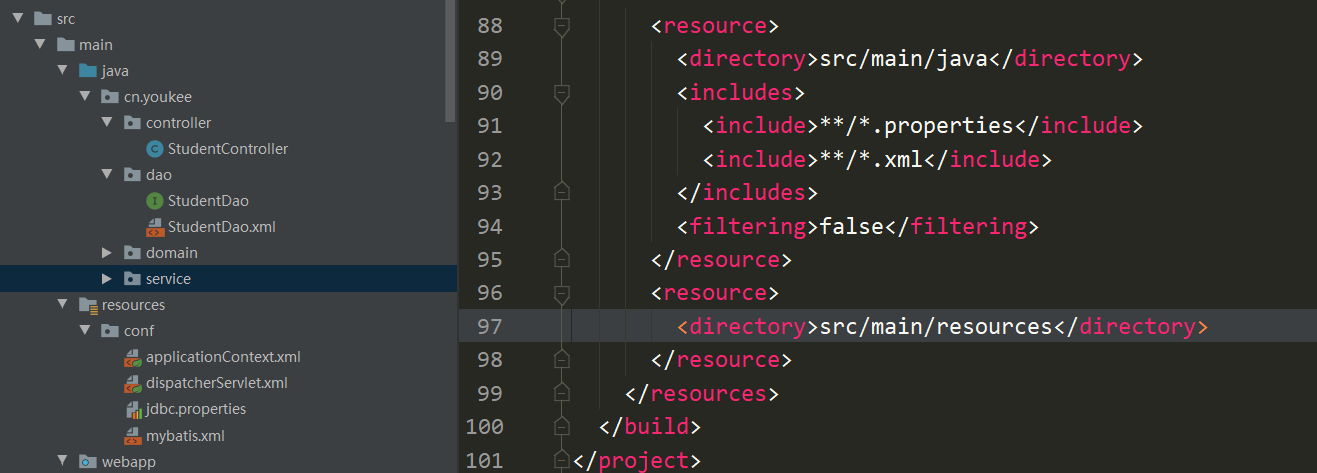 src
main
java
cn.youkee
controller
StudentController
dao
StudentDao
StudentDao.xml
domain
service
resources
conf
applicationContext.xml
dispatcherServlet.xml
jdbc.properties
mybatis.xml
webapp
88 <resource>
89 <directory>src/main/java</directory>
90 <includes>
91 <include>**/*.properties</include>
92 <include>**/*.xml</include>
93 </includes>
94 <filtering>false</filtering>
95 </resource>
96 <resource>
97 <directory>src/main/resources</directory>
98 </resource>
99 </resources>
100 </build>
101 </project>